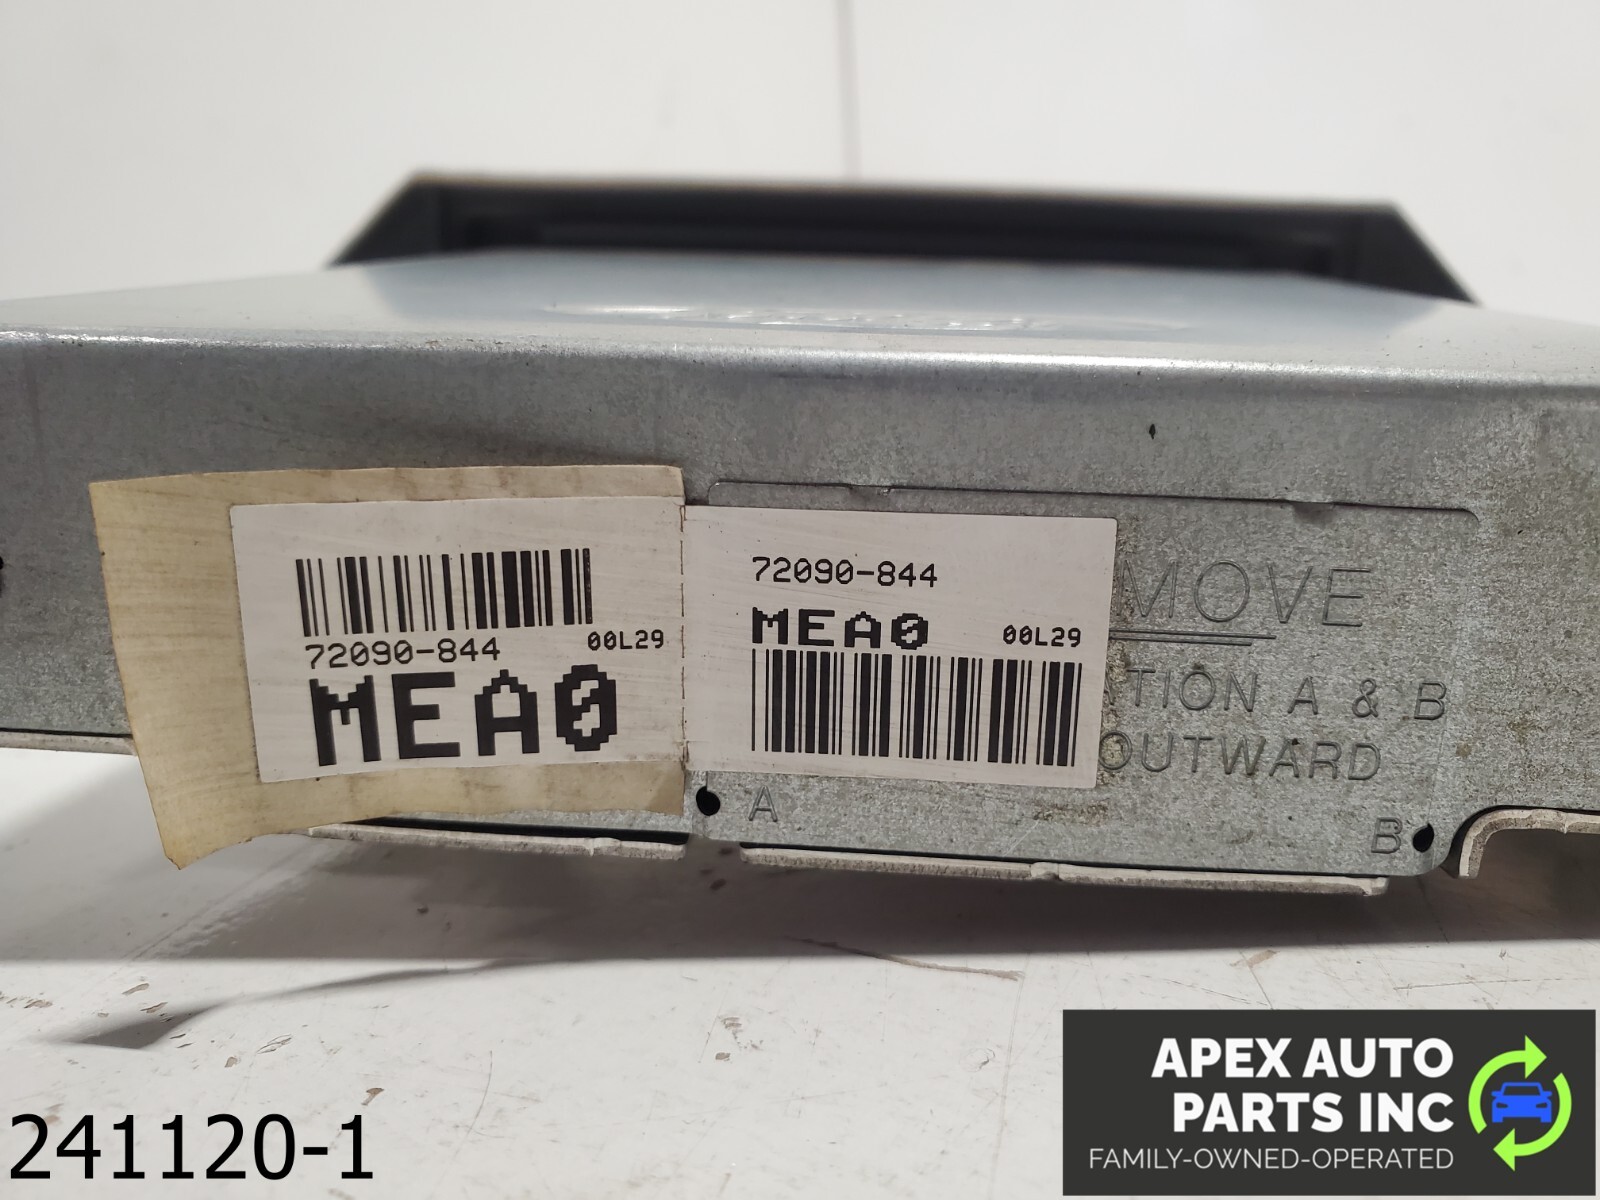 72090-844
00L29
MEA0
72090-844
MEA0
00L29
MOVE
ATION A & B
OUTWARD
A
B
241120-1
APEX AUTO
PARTS INC
FAMILY-OWNED-OPERATED